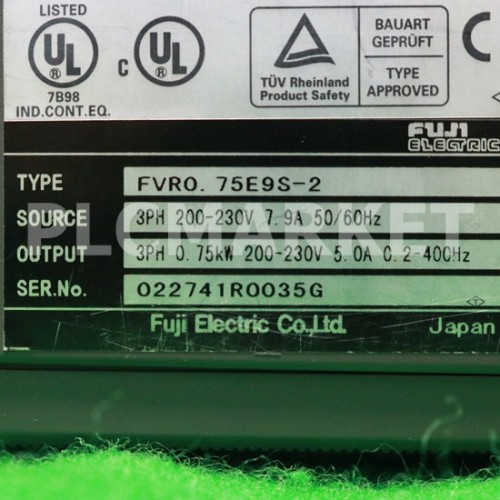 LISTED
UL
®
7B98
IND.CONT.EQ.
c UL
®
TÜV Rheinland
Product Safety
BAUART
GEPRÜFT
TYPE
APPROVED
FUJI
ELECTRIC
TYPE FVR0.75E9S-2
SOURCE 3PH 200-230V 7.9A 50/60Hz
OUTPUT 3PH 0.75kW 200-230V 5.0A 0.2-400Hz
SER.No. 022741R0035G
Fuji Electric Co.,Ltd. Japan
PLCMARKET